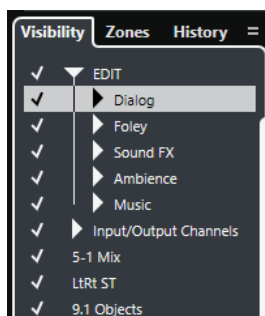 Visibility Zones History
EDIT
Dialog
Foley
Sound FX
Ambience
Music
Input/Output Channels
5-1 Mix
LtRt ST
9.1 Objects